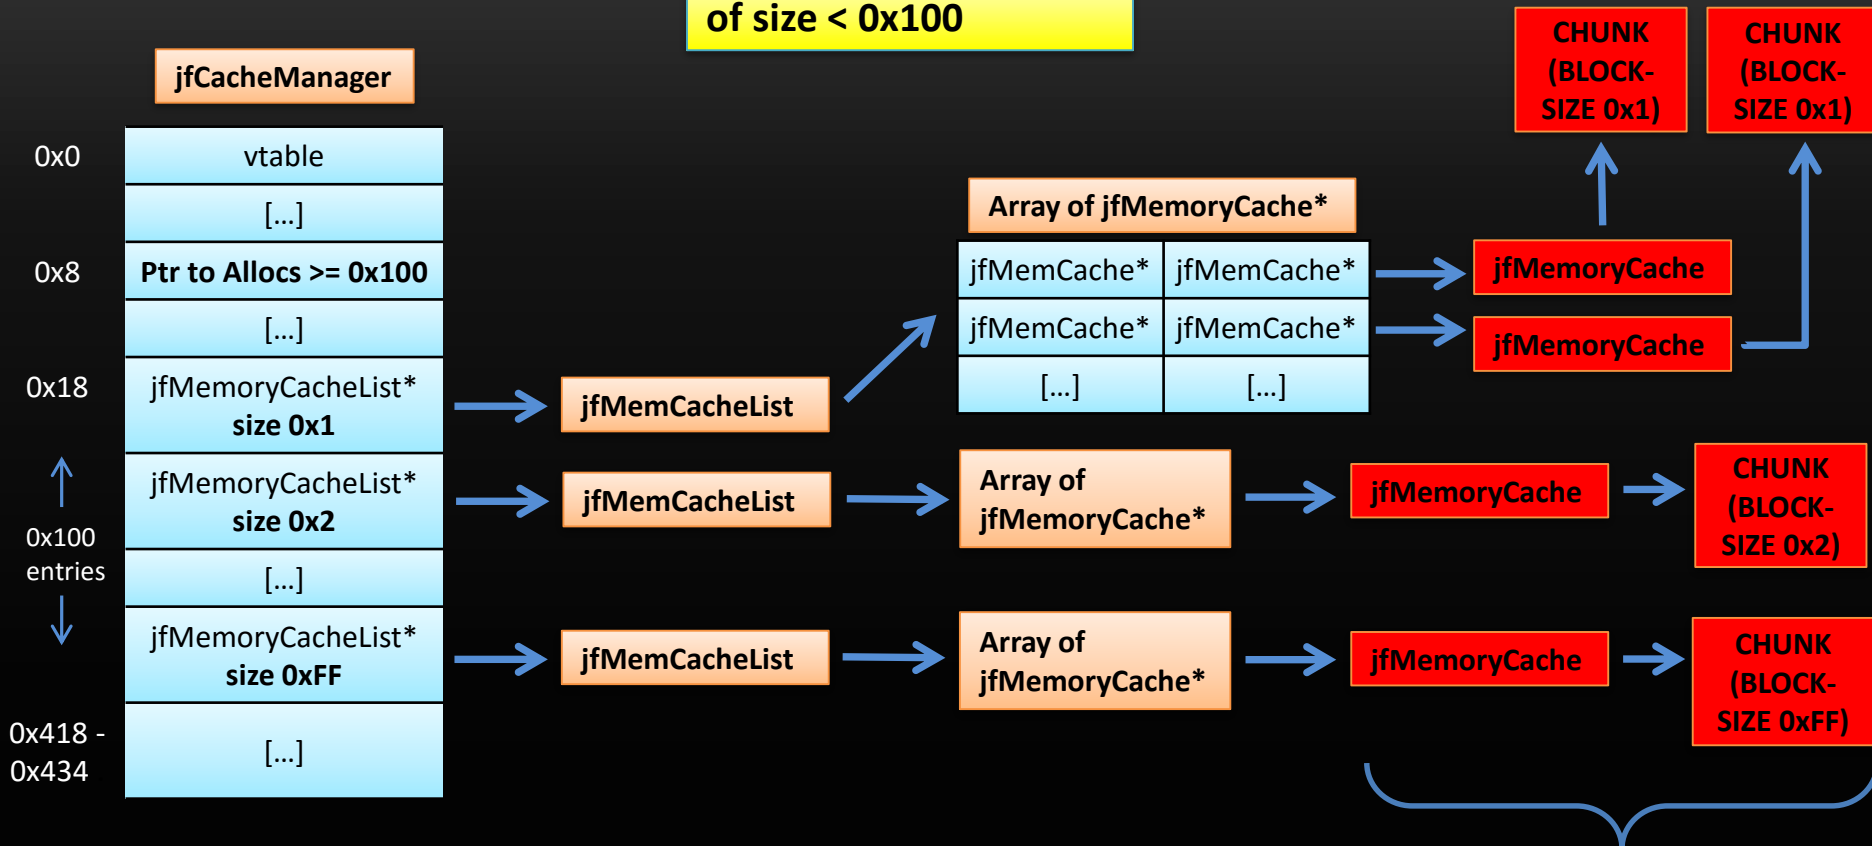 of size < 0x100
CHUNK
(BLOCK-
SIZE 0x1)
CHUNK
(BLOCK-
SIZE 0x1)
jfCacheManager
0x0
vtable
[…]
0x8
Ptr to Allocs >= 0x100
[…]
0x18
jfMemoryCacheList*
size 0x1
jfMemoryCacheList*
size 0x2
0x100
entries
[…]
jfMemoryCacheList*
size 0xFF
0x418 -
0x434
[…]
jfMemCacheList
jfMemCacheList
jfMemCacheList
Array of jfMemoryCache*
jfMemCache* jfMemCache*
jfMemCache* jfMemCache*
[…] […]
jfMemoryCache
jfMemoryCache
Array of
jfMemoryCache*
jfMemoryCache
CHUNK
(BLOCK-
SIZE 0x2)
Array of
jfMemoryCache*
jfMemoryCache
CHUNK
(BLOCK-
SIZE 0xFF)